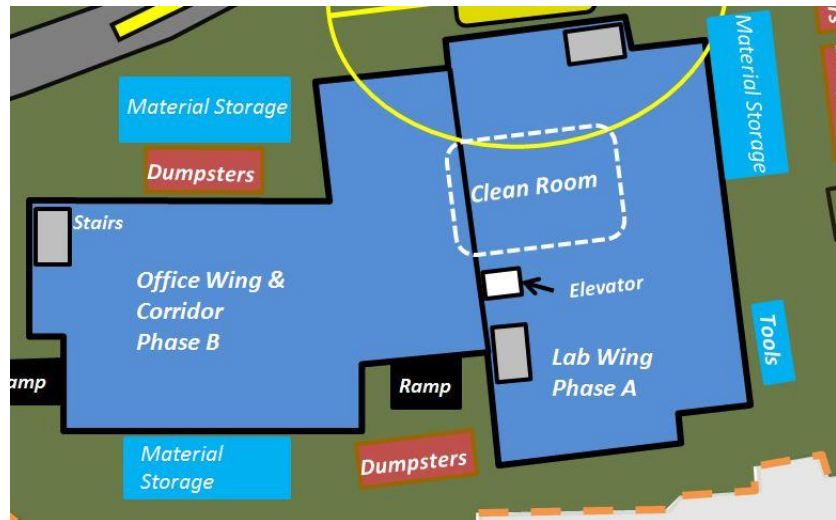 Material Storage
Dumpsters
Stairs
Office Wing &
Corridor
Phase B
Material Storage
Clean Room
Elevator
Lab Wing
Phase A
Tools
Ramp
amp
Material
Storage
Dumpsters